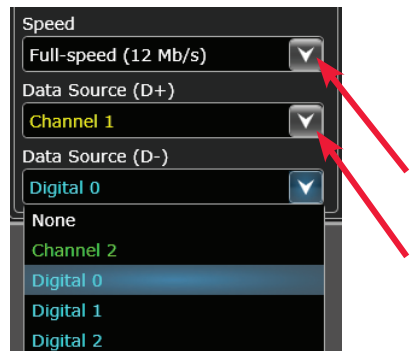 Speed
Full-speed (12 Mb/s)
Data Source (D+)
Channel 1
Data Source (D-)
Digital 0
None
Channel 2
Digital 0
Digital 1
Digital 2